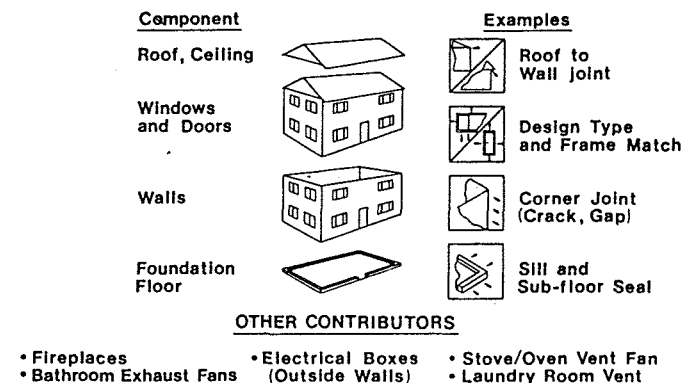 Component
Examples
Roof, Ceiling
Roof to
Wall joint
Windows
and Doors
Design Type
and Frame Match
Walls
Corner Joint
(Crack, Gap)
Foundation
Floor
Sill and
Sub-floor Seal
OTHER CONTRIBUTORS
• Fireplaces
• Bathroom Exhaust Fans
• Electrical Boxes
(Outside Walls)
• Stove/Oven Vent Fan
• Laundry Room Vent